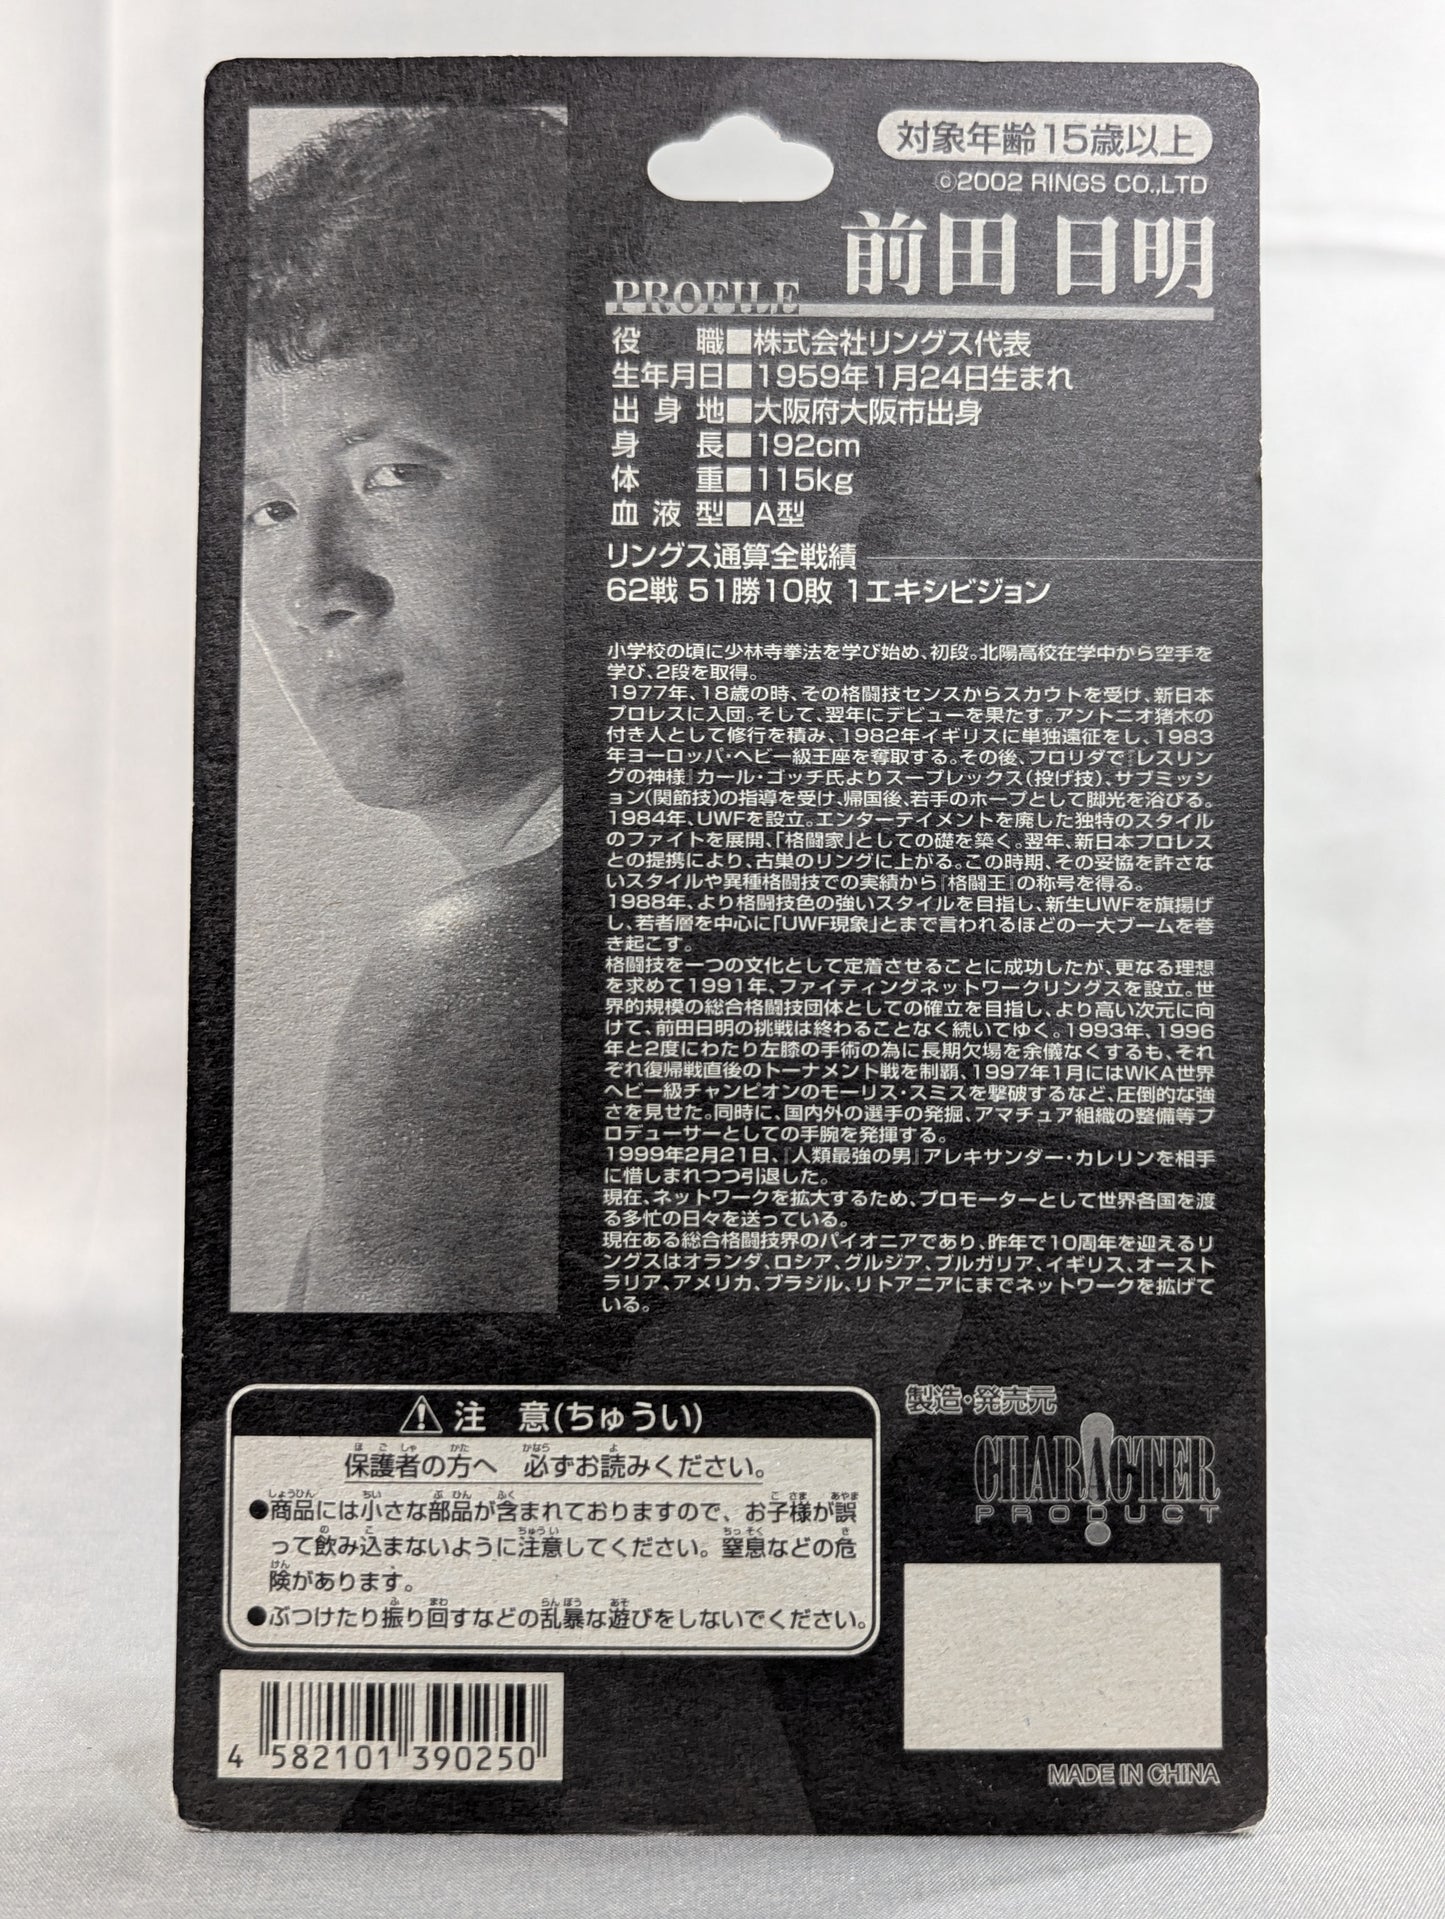 対象年齢15歳以上
©2002 RINGS CO.,LTD
前田 日明
PROFILE
役職■株式会社リングス代表
生年月日■1959年1月24日生まれ
出身地■大阪府大阪市出身
身長■192cm
体重■115kg
血液型■A型
リングス通算全戦績
62戦 51勝10敗 1エキシビジョン
小学校の頃に少林寺拳法を学び始め、初段。北陽高校在学中から空手を
学び、2段を取得。
1977年、18歳の時、その格闘技センスからスカウトを受け、新日本
プロレスに入団。そして、翌年にデビューを果たす。アントニオ猪木の
付き人として修行を積み、1982年イギリスに単独遠征をし、1983
年ヨーロッパ・ヘビー級王座を奪取する。その後、フロリダで『レスリン
グの神様』カール・ゴッチ氏よりスープレックス(投げ技)、サブミッシ
ョン(関節技)の指導を受け、帰国後、若手のホープとして脚光を浴びる。
1984年、UWFを設立。エンターテイメントを廃した独特のスタイル
のファイトを展開、「格闘家」としての礎を築く。翌年、新日本プロレス
との提携により、古巣のリングに上がる。この時期、その妥協を許さな
いスタイルや異種格闘技での実績から『格闘王』の称号を得る。
1988年、より格闘技色の強いスタイルを目指し、新生UWFを旗揚げ
し、若者層を中心に「UWF現象」とまで言われるほどの一大ブームを巻
き起こす。
格闘技を一つの文化として定着させることに成功したが、更なる理想
を求めて1991年、ファイティングネットワークリングスを設立。世
界的規模の総合格闘技団体としての確立を目指し、より高い次元に向
けて、前田日明の挑戦は終わることなく続いてゆく。1993年、1996
年と2度にわたり左膝の手術の為に長期欠場を余儀なくするも、それ
ぞれ復帰戦直後のトーナメント戦を制覇、1997年1月にはWKA世界
ヘビー級チャンピオンのモーリス・スミスを撃破するなど、圧倒的な強
さを見せた。同時に、国内外の選手の発掘、アマチュア組織の整備等プ
ロデューサーとしての手腕を発揮する。
1999年2月21日、『人類最強の男』アレキサンダー・カレリンを相手
に惜しまれつつ引退した。
現在、ネットワークを拡大するため、プロモーターとして世界各国を渡
る多忙の日々を送っている。
現在ある総合格闘技界のパイオニアであり、昨年で10周年を迎えるリ
ングスはオランダ、ロシア、グルジア、ブルガリア、イギリス、オースト
ラリア、アメリカ、ブラジル、リトアニアにまでネットワークを拡げて
いる。
⚠注 意(ちゅうい)
保護者の方へ 必ずお読みください。
●商品には小さな部品が含まれておりますので、お子様が誤
って飲み込まないように注意してください。窒息などの危
険があります。
●ぶつけたり振り回すなどの乱暴な遊びをしないでください。
製造・発売元
CHARACTER
PRODUCT
4 582101 390250
MADE IN CHINA